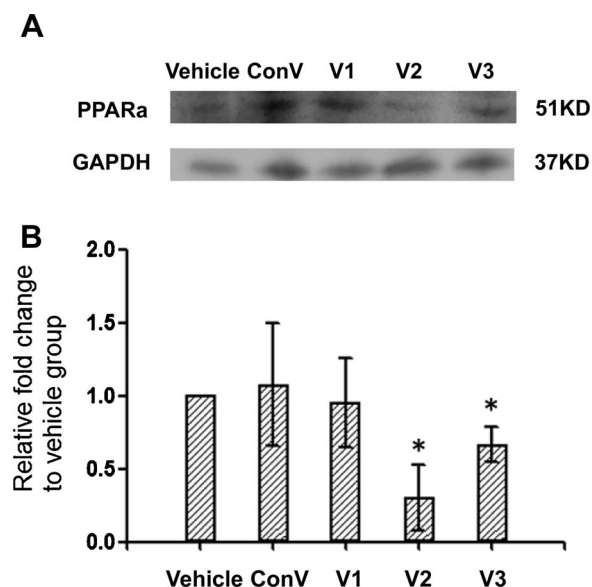 A
Vehicle ConV V1 V2 V3
PPARa 51KD
GAPDH 37KD
B
Relative fold change
to vehicle group
2.0
1.5
1.0
0.5
0.0
* *
Vehicle ConV V1 V2 V3